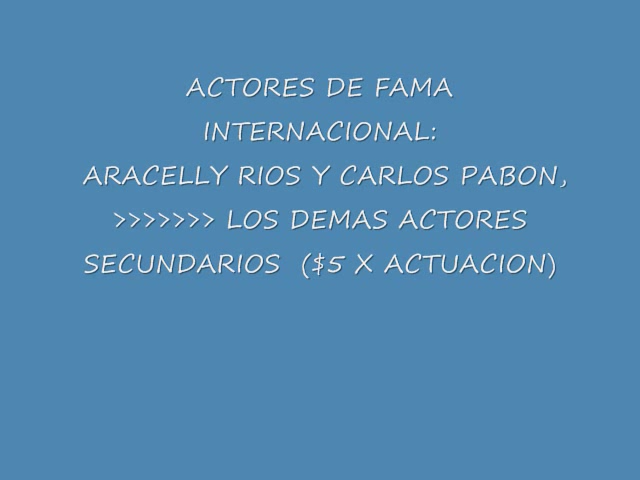 ACTORES DE FAMA
INTERNACIONAL:
ARACELLY RIOS Y CARLOS PABON,
>>>>>>> LOS DEMAS ACTORES
SECUNDARIOS ($5 X ACTUACION)